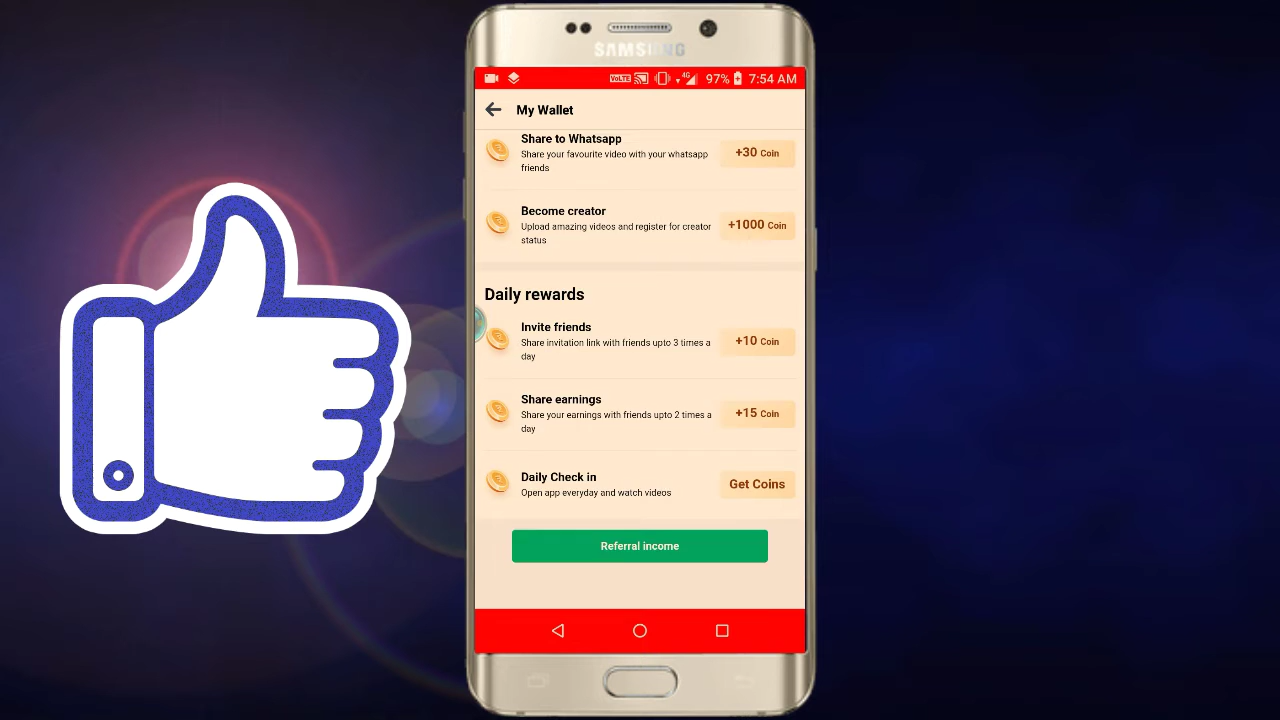 SAMSUNG
VoLTE 4G 97% 7:54 AM
My Wallet
Share to Whatsapp
Share your favourite video with your whatsapp
friends
+30 Coin
Become creator
Upload amazing videos and register for creator
status
+1000 Coin
Daily rewards
Invite friends
Share invitation link with friends upto 3 times a
day
+10 Coin
Share earnings
Share your earnings with friends upto 2 times a
day
+15 Coin
Daily Check in
Open app everyday and watch videos
Get Coins
Referral income